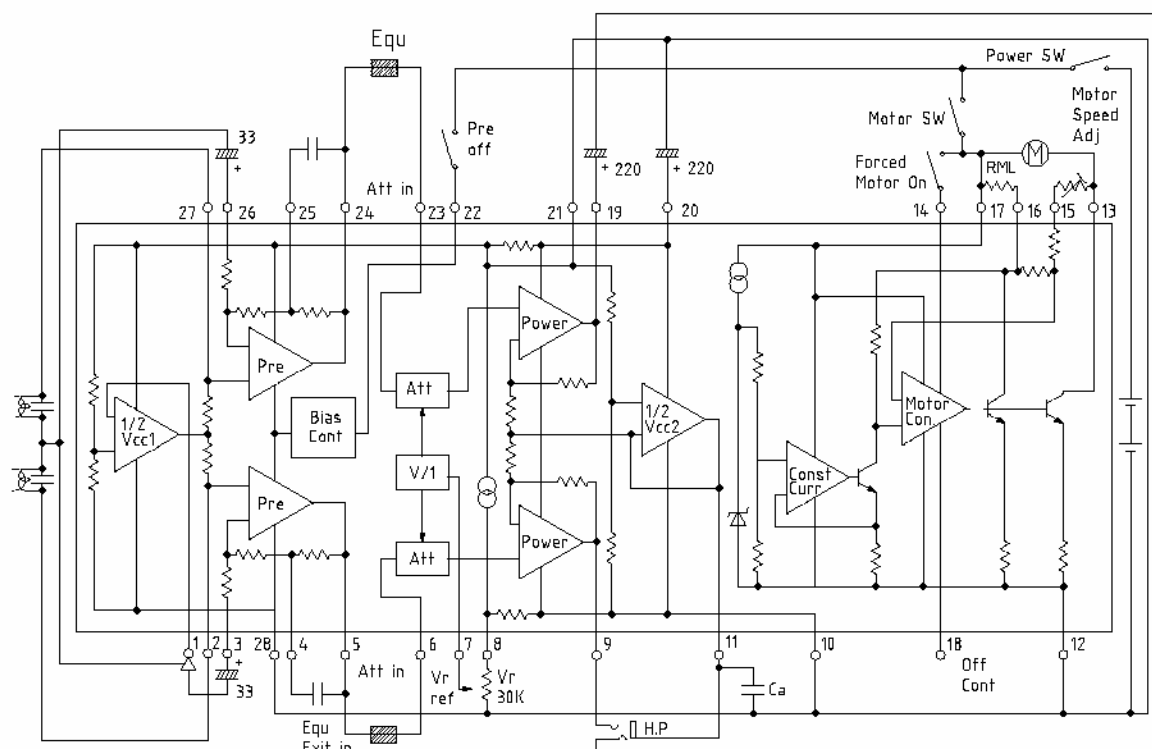 Equ
Power SW
33
+
Pre
off
Motor SW
Motor
Speed
Adj
M
Att in
+ 220
+ 220
Forced
Motor On
RML
27
26
25
24
23
22
21
19
20
14
17
16
15
13
Pre
Power
Att
1/2
Vcc1
Bias
Cont
1/2
Vcc2
Motor
Con.
V/1
Const
Curr
Pre
Power
Att
1
2
3
28
4
5
6
7
8
9
11
10
18
12
+
33
Att in
Vr
ref
Vr
30K
Ca
Off
Cont
Equ
Exit in
H.P